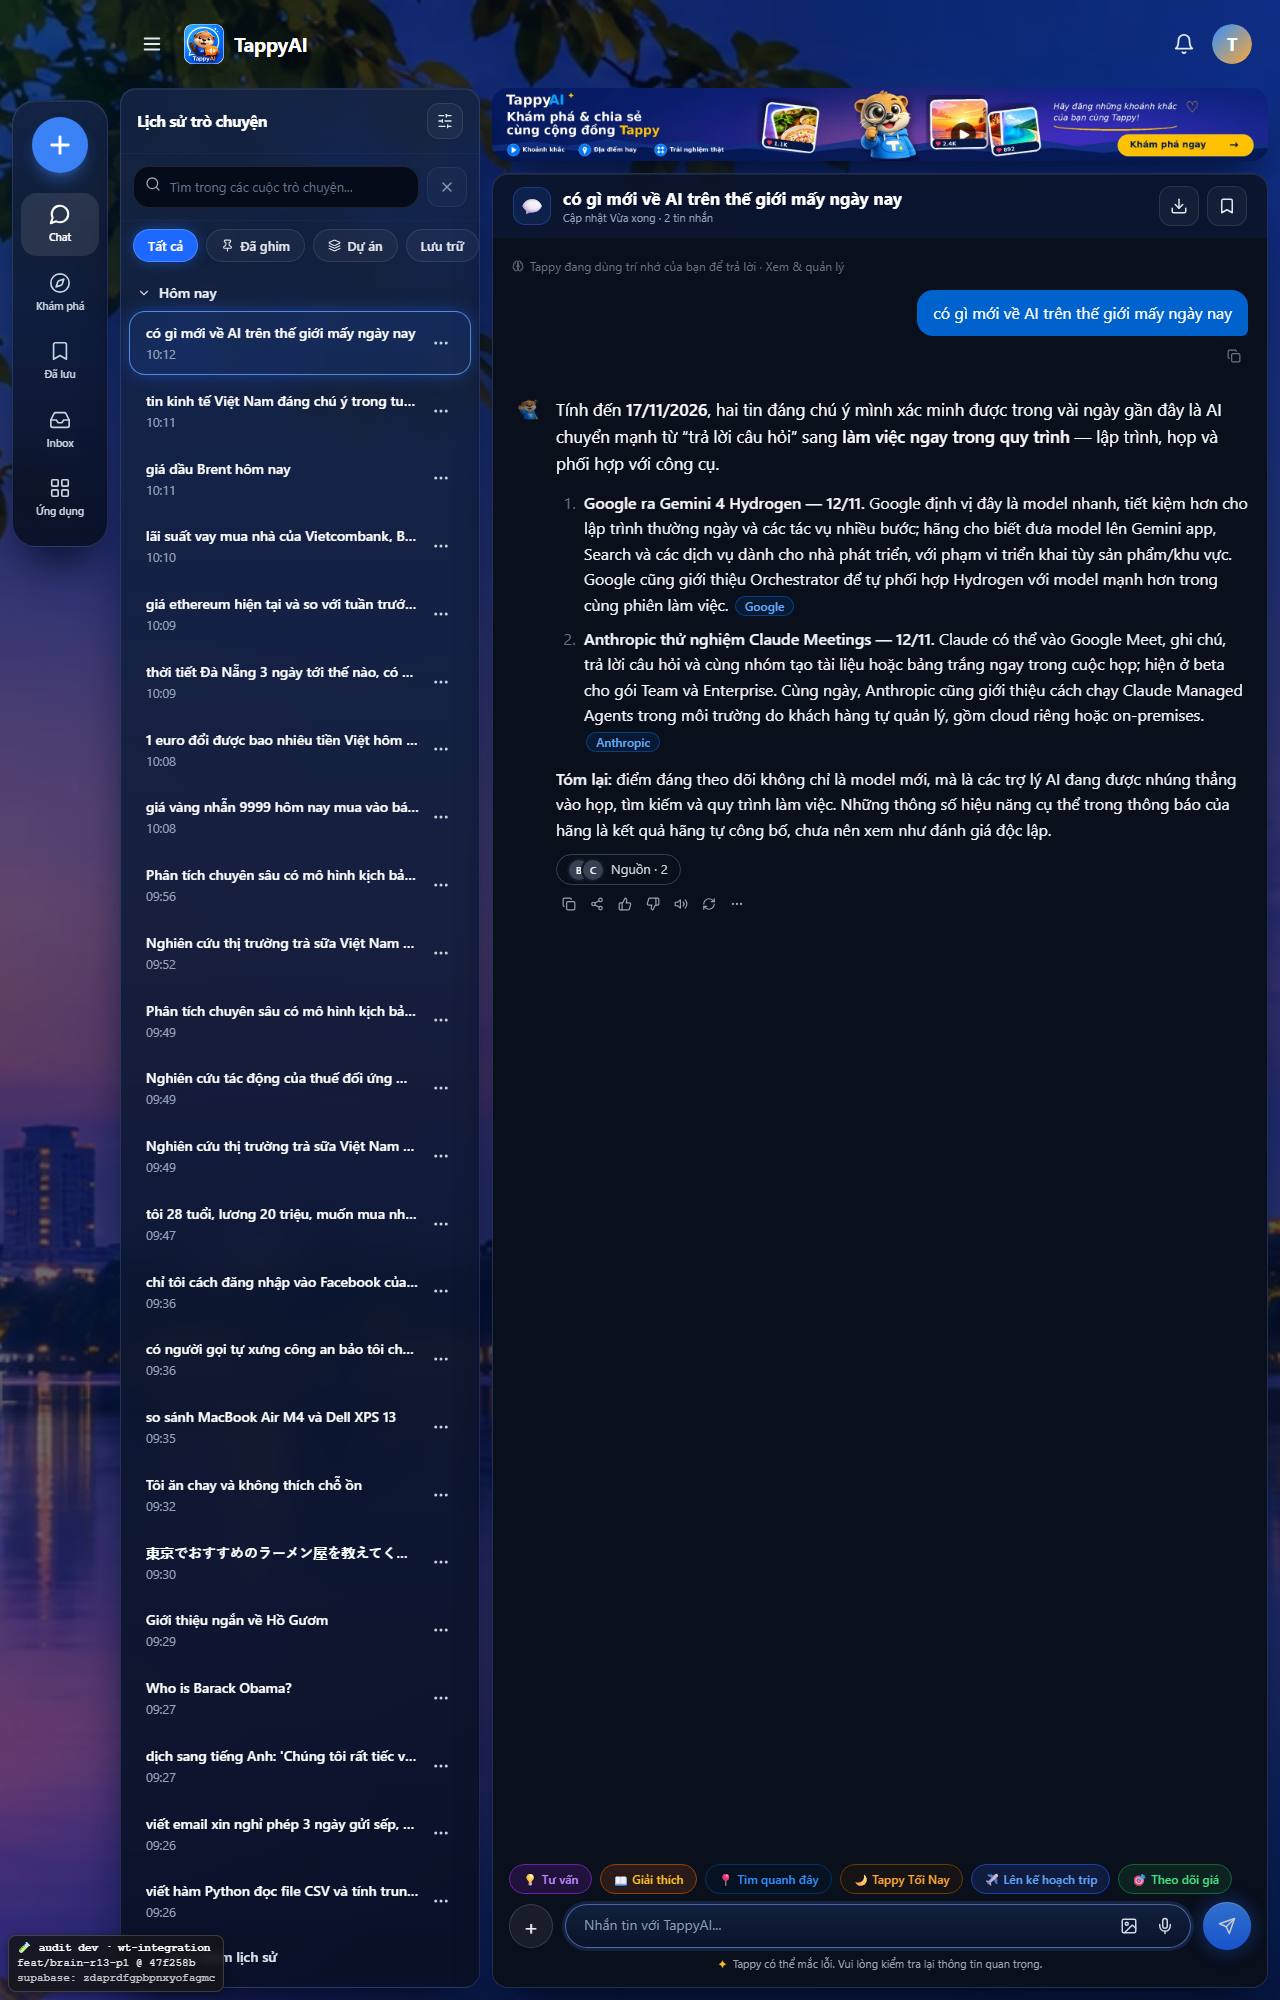 TappyAI
T
Chat
Khám phá
Đã lưu
Inbox
Ứng dụng
Lịch sử trò chuyện
Tìm trong các cuộc trò chuyện...
Tất cả
Đã ghim
Dự án
Lưu trữ
Hôm nay
có gì mới về AI trên thế giới mấy ngày nay
10:12
tin kinh tế Việt Nam đáng chú ý trong tu...
10:11
giá dầu Brent hôm nay
10:11
lãi suất vay mua nhà của Vietcombank, B...
10:10
giá ethereum hiện tại và so với tuần trướ...
10:09
thời tiết Đà Nẵng 3 ngày tới thế nào, có ...
10:09
1 euro đổi được bao nhiêu tiền Việt hôm ...
10:08
giá vàng nhẫn 9999 hôm nay mua vào bá...
10:08
Phân tích chuyên sâu có mô hình kịch bả...
09:56
Nghiên cứu thị trường trà sữa Việt Nam ...
09:52
Phân tích chuyên sâu có mô hình kịch bả...
09:49
Nghiên cứu tác động của thuế đối ứng ...
09:49
Nghiên cứu thị trường trà sữa Việt Nam ...
09:49
tôi 28 tuổi, lương 20 triệu, muốn mua nh...
09:47
chỉ tôi cách đăng nhập vào Facebook của...
09:36
có người gọi tự xưng công an bảo tôi ch...
09:36
so sánh MacBook Air M4 và Dell XPS 13
09:35
Tôi ăn chay và không thích chỗ ồn
09:32
東京でおすすめのラーメン屋を教えてく...
09:30
Giới thiệu ngắn về Hồ Gươm
09:29
Who is Barack Obama?
09:27
dịch sang tiếng Anh: 'Chúng tôi rất tiếc v...
09:27
viết email xin nghỉ phép 3 ngày gửi sếp, ...
09:26
viết hàm Python đọc file CSV và tính trun...
09:26
m lịch sử
audit dev · wt-integration
feat/brain-r13-p1 @ 47f258b
supabase: zdaprdfgpbpnxyofagmc
TappyAI
Khám phá & chia sẻ
cùng cộng đồng Tappy
Khoảnh khắc
Địa điểm hay
Trải nghiệm thật
1.1K
2.4K
892
Hãy đăng những khoảnh khắc
của bạn cùng Tappy!
Khám phá ngay →
có gì mới về AI trên thế giới mấy ngày nay
Cập nhật Vừa xong · 2 tin nhắn
Tappy đang dùng trí nhớ của bạn để trả lời · Xem & quản lý
có gì mới về AI trên thế giới mấy ngày nay
Tính đến 17/11/2026, hai tin đáng chú ý mình xác minh được trong vài ngày gần đây là AI
chuyển mạnh từ "trả lời câu hỏi" sang làm việc ngay trong quy trình — lập trình, họp và
phối hợp với công cụ.
1. Google ra Gemini 4 Hydrogen — 12/11. Google định vị đây là model nhanh, tiết kiệm hơn cho
lập trình thường ngày và các tác vụ nhiều bước; hãng cho biết đưa model lên Gemini app,
Search và các dịch vụ dành cho nhà phát triển, với phạm vi triển khai tùy sản phẩm/khu vực.
Google cũng giới thiệu Orchestrator để tự phối hợp Hydrogen với model mạnh hơn trong
cùng phiên làm việc. Google
2. Anthropic thử nghiệm Claude Meetings — 12/11. Claude có thể vào Google Meet, ghi chú,
trả lời câu hỏi và cùng nhóm tạo tài liệu hoặc bảng trắng ngay trong cuộc họp; hiện ở beta
cho gói Team và Enterprise. Cùng ngày, Anthropic cũng giới thiệu cách chạy Claude Managed
Agents trong môi trường do khách hàng tự quản lý, gồm cloud riêng hoặc on-premises.
Anthropic
Tóm lại: điểm đáng theo dõi không chỉ là model mới, mà là các trợ lý AI đang được nhúng thẳng
vào họp, tìm kiếm và quy trình làm việc. Những thông số hiệu năng cụ thể trong thông báo của
hãng là kết quả hãng tự công bố, chưa nên xem như đánh giá độc lập.
C Nguồn · 2
Tư vấn
Giải thích
Tìm quanh đây
Tappy Tối Nay
Lên kế hoạch trip
Theo dõi giá
Nhắn tin với TappyAI...
Tappy có thể mắc lỗi. Vui lòng kiểm tra lại thông tin quan trọng.